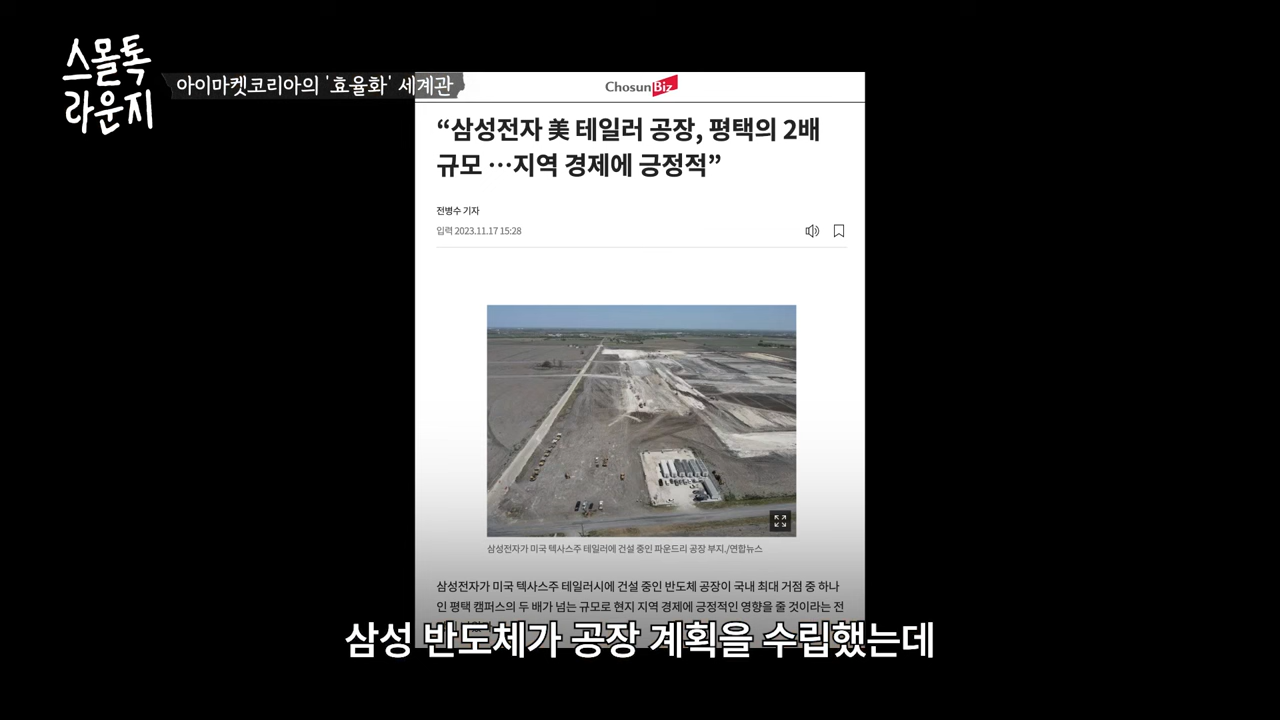 스몰톡
라운지
아이마켓코리아의 '효율화' 세계관
ChosunBiz
“삼성전자 美 테일러 공장, 평택의 2배
규모 …지역 경제에 긍정적”
전병수 기자
입력 2023.11.17 15:28
삼성전자가 미국 텍사스주 테일러에 건설 중인 파운드리 공장 부지./연합뉴스
삼성전자가 미국 텍사스주 테일러시에 건설 중인 반도체 공장이 국내 최대 거점 중 하나
인 평택 캠퍼스의 두 배가 넘는 규모로 현지 지역 경제에 긍정적인 영향을 줄 것이라는 전
삼성 반도체가 공장 계획을 수립했는데